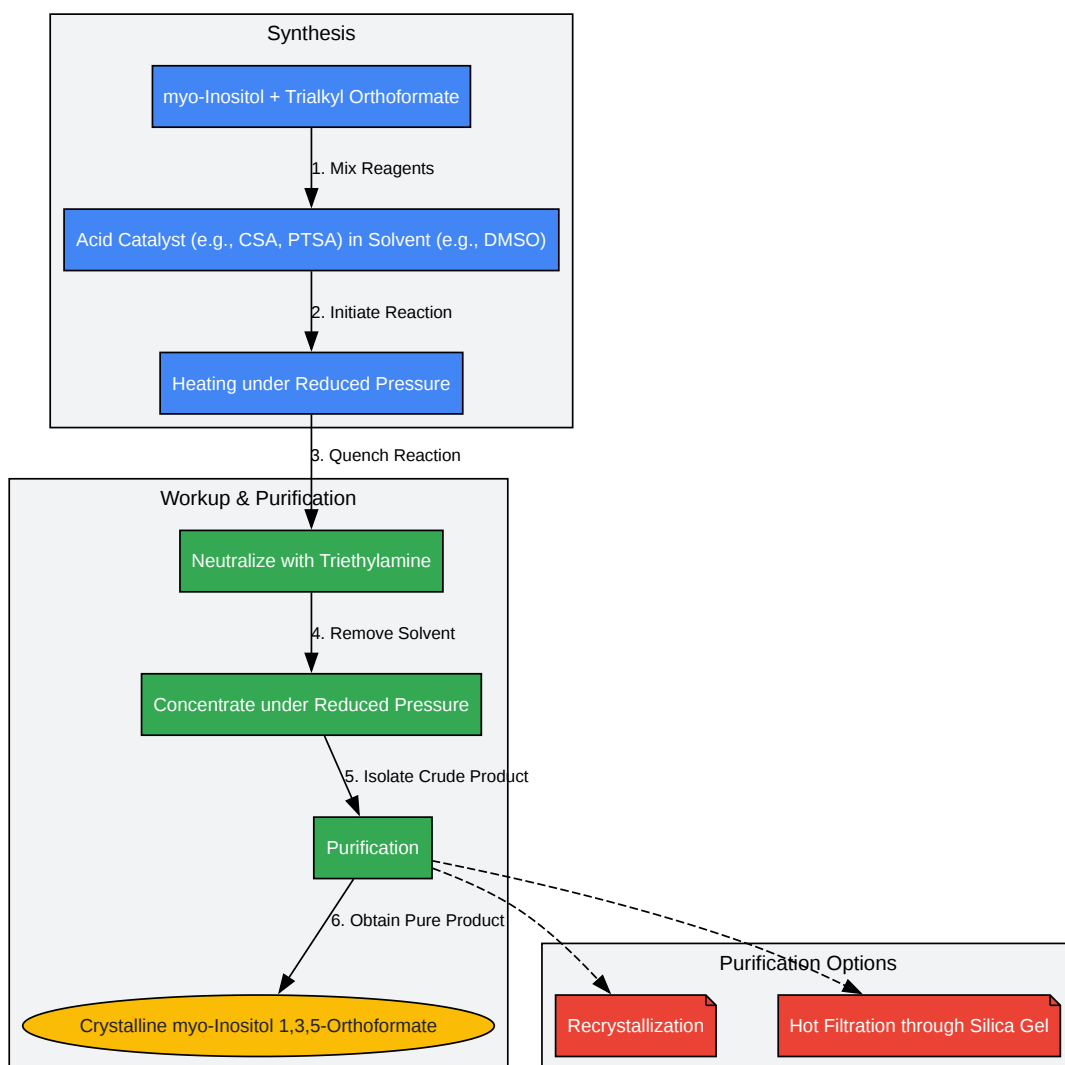 Synthesis
myo-Inositol + Trialkyl Orthoformate
1. Mix Reagents
Acid Catalyst (e.g., CSA, PTSA) in Solvent (e.g., DMSO)
2. Initiate Reaction
Heating under Reduced Pressure
3. Quench Reaction
Workup & Purification
Neutralize with Triethylamine
4. Remove Solvent
Concentrate under Reduced Pressure
5. Isolate Crude Product
Purification
6. Obtain Pure Product
Crystalline myo-Inositol 1,3,5-Orthoformate
Purification Options
Recrystallization
Hot Filtration through Silica Gel